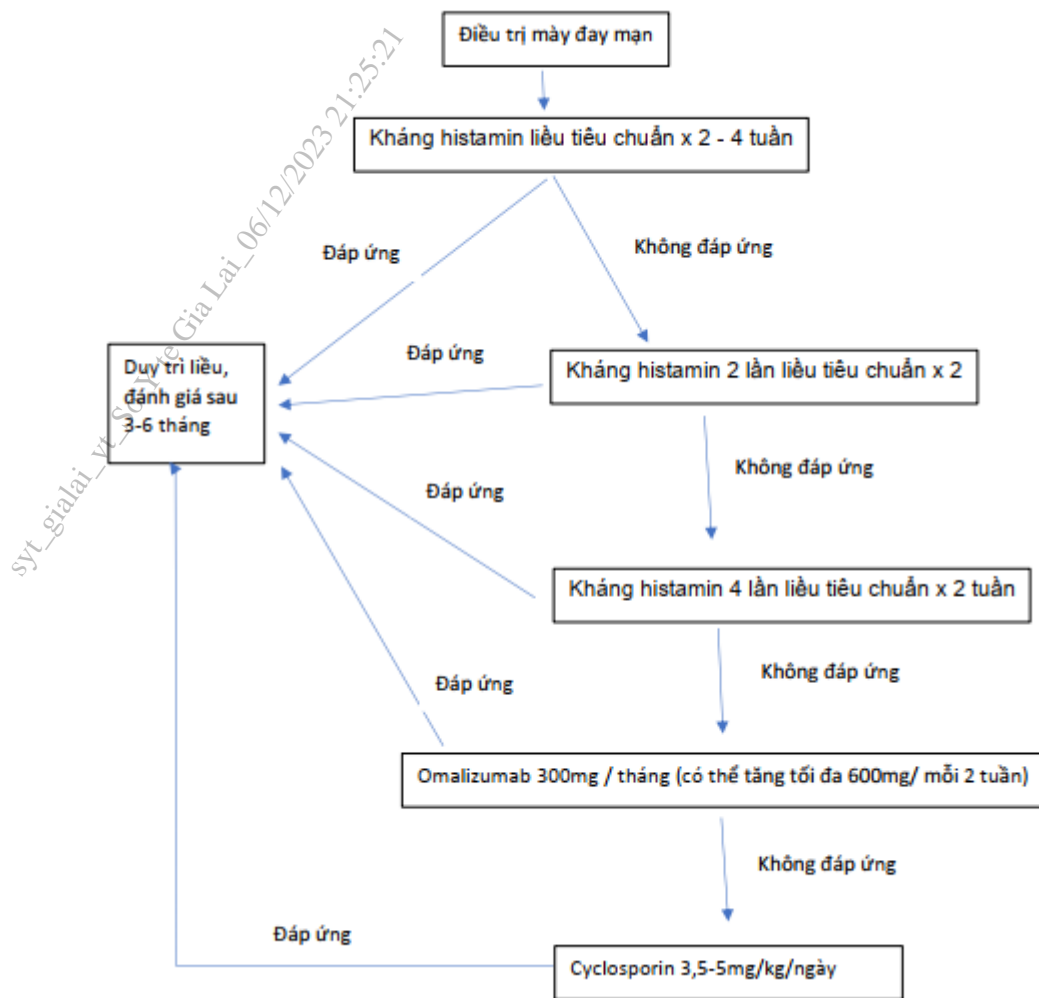 Điều trị mày đay mạn
Kháng histamin liều tiêu chuẩn x 2 - 4 tuần
Đáp ứng
Không đáp ứng
Duy trì liều,
đánh giá sau
3-6 tháng
Đáp ứng
Kháng histamin 2 lần liều tiêu chuẩn x 2
Không đáp ứng
Đáp ứng
Kháng histamin 4 lần liều tiêu chuẩn x 2 tuần
Không đáp ứng
Đáp ứng
Omalizumab 300mg / tháng (có thể tăng tối đa 600mg/ mỗi 2 tuần)
Không đáp ứng
Đáp ứng
Cyclosporin 3,5-5mg/kg/ngày
syt_gialai_vt_So Y te Gia Lai_06/12/2023 21:25:21